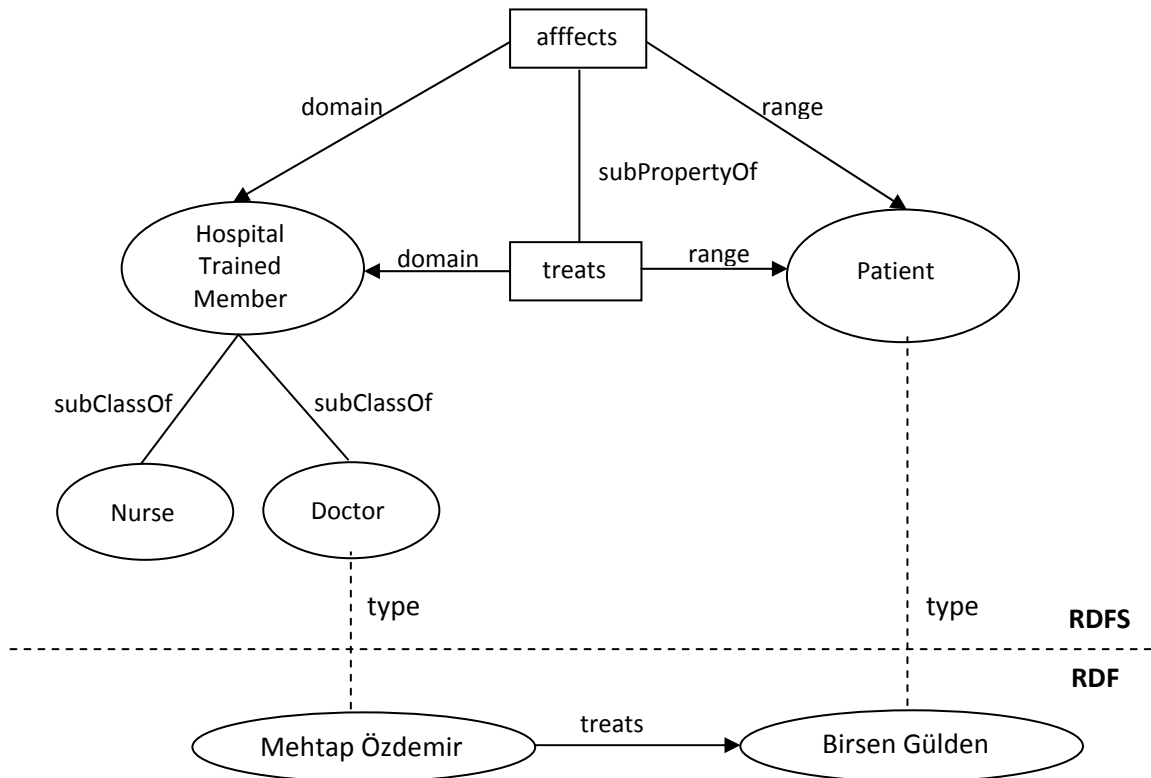 afffects
domain
range
subPropertyOf
Hospital
Trained
Member
domain
treats
range
Patient
subClassOf
subClassOf
Nurse
Doctor
type
type
RDFS
RDF
Mehtap Özdemir
treats
Birsen Gülden